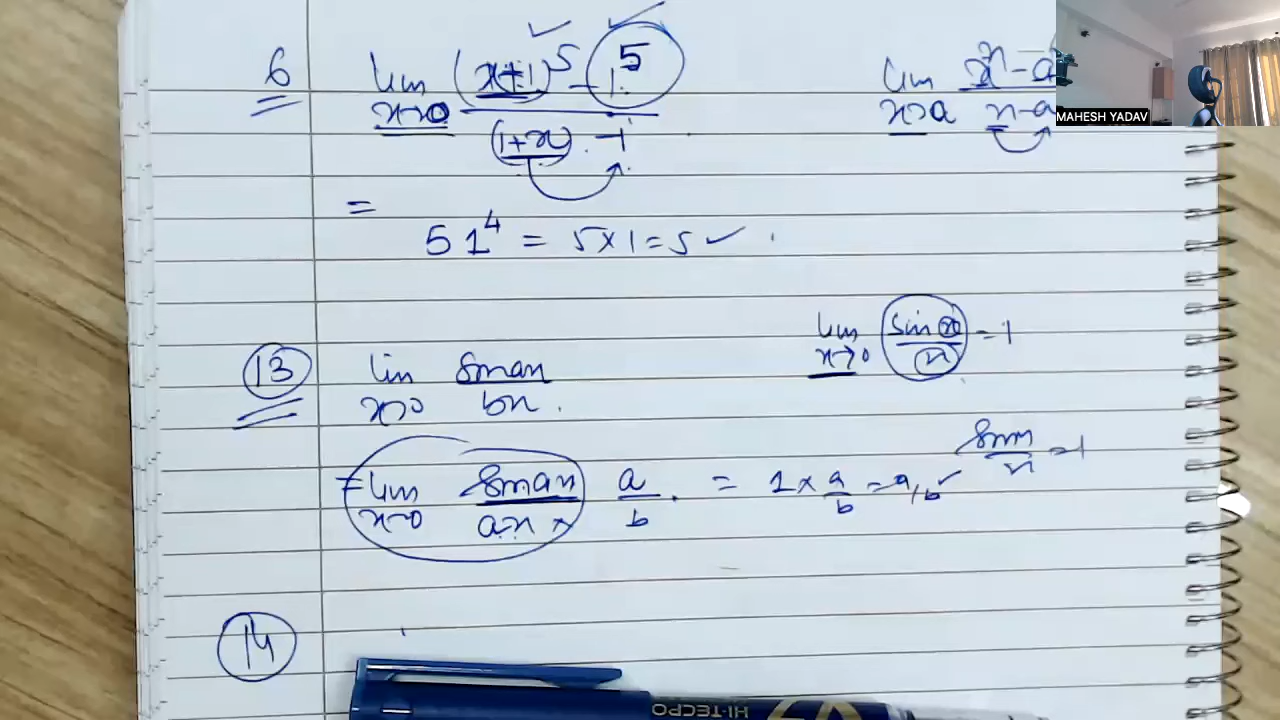 6 lim x→0 (x+1)^5 - 1^5 / (1+x) - 1
lim x→a x^n - a / x - a
MAHESH YADAV
=
5 1^4 = 5×1 = 5 ✓
lim x→0 sin x / x = 1
13 lim x→0 sin ax / bx
sin x / x = 1
= lim x→0 sin ax / ax × a / b = 1 × a / b = a/b ✓
14
HI-TECPO
V7